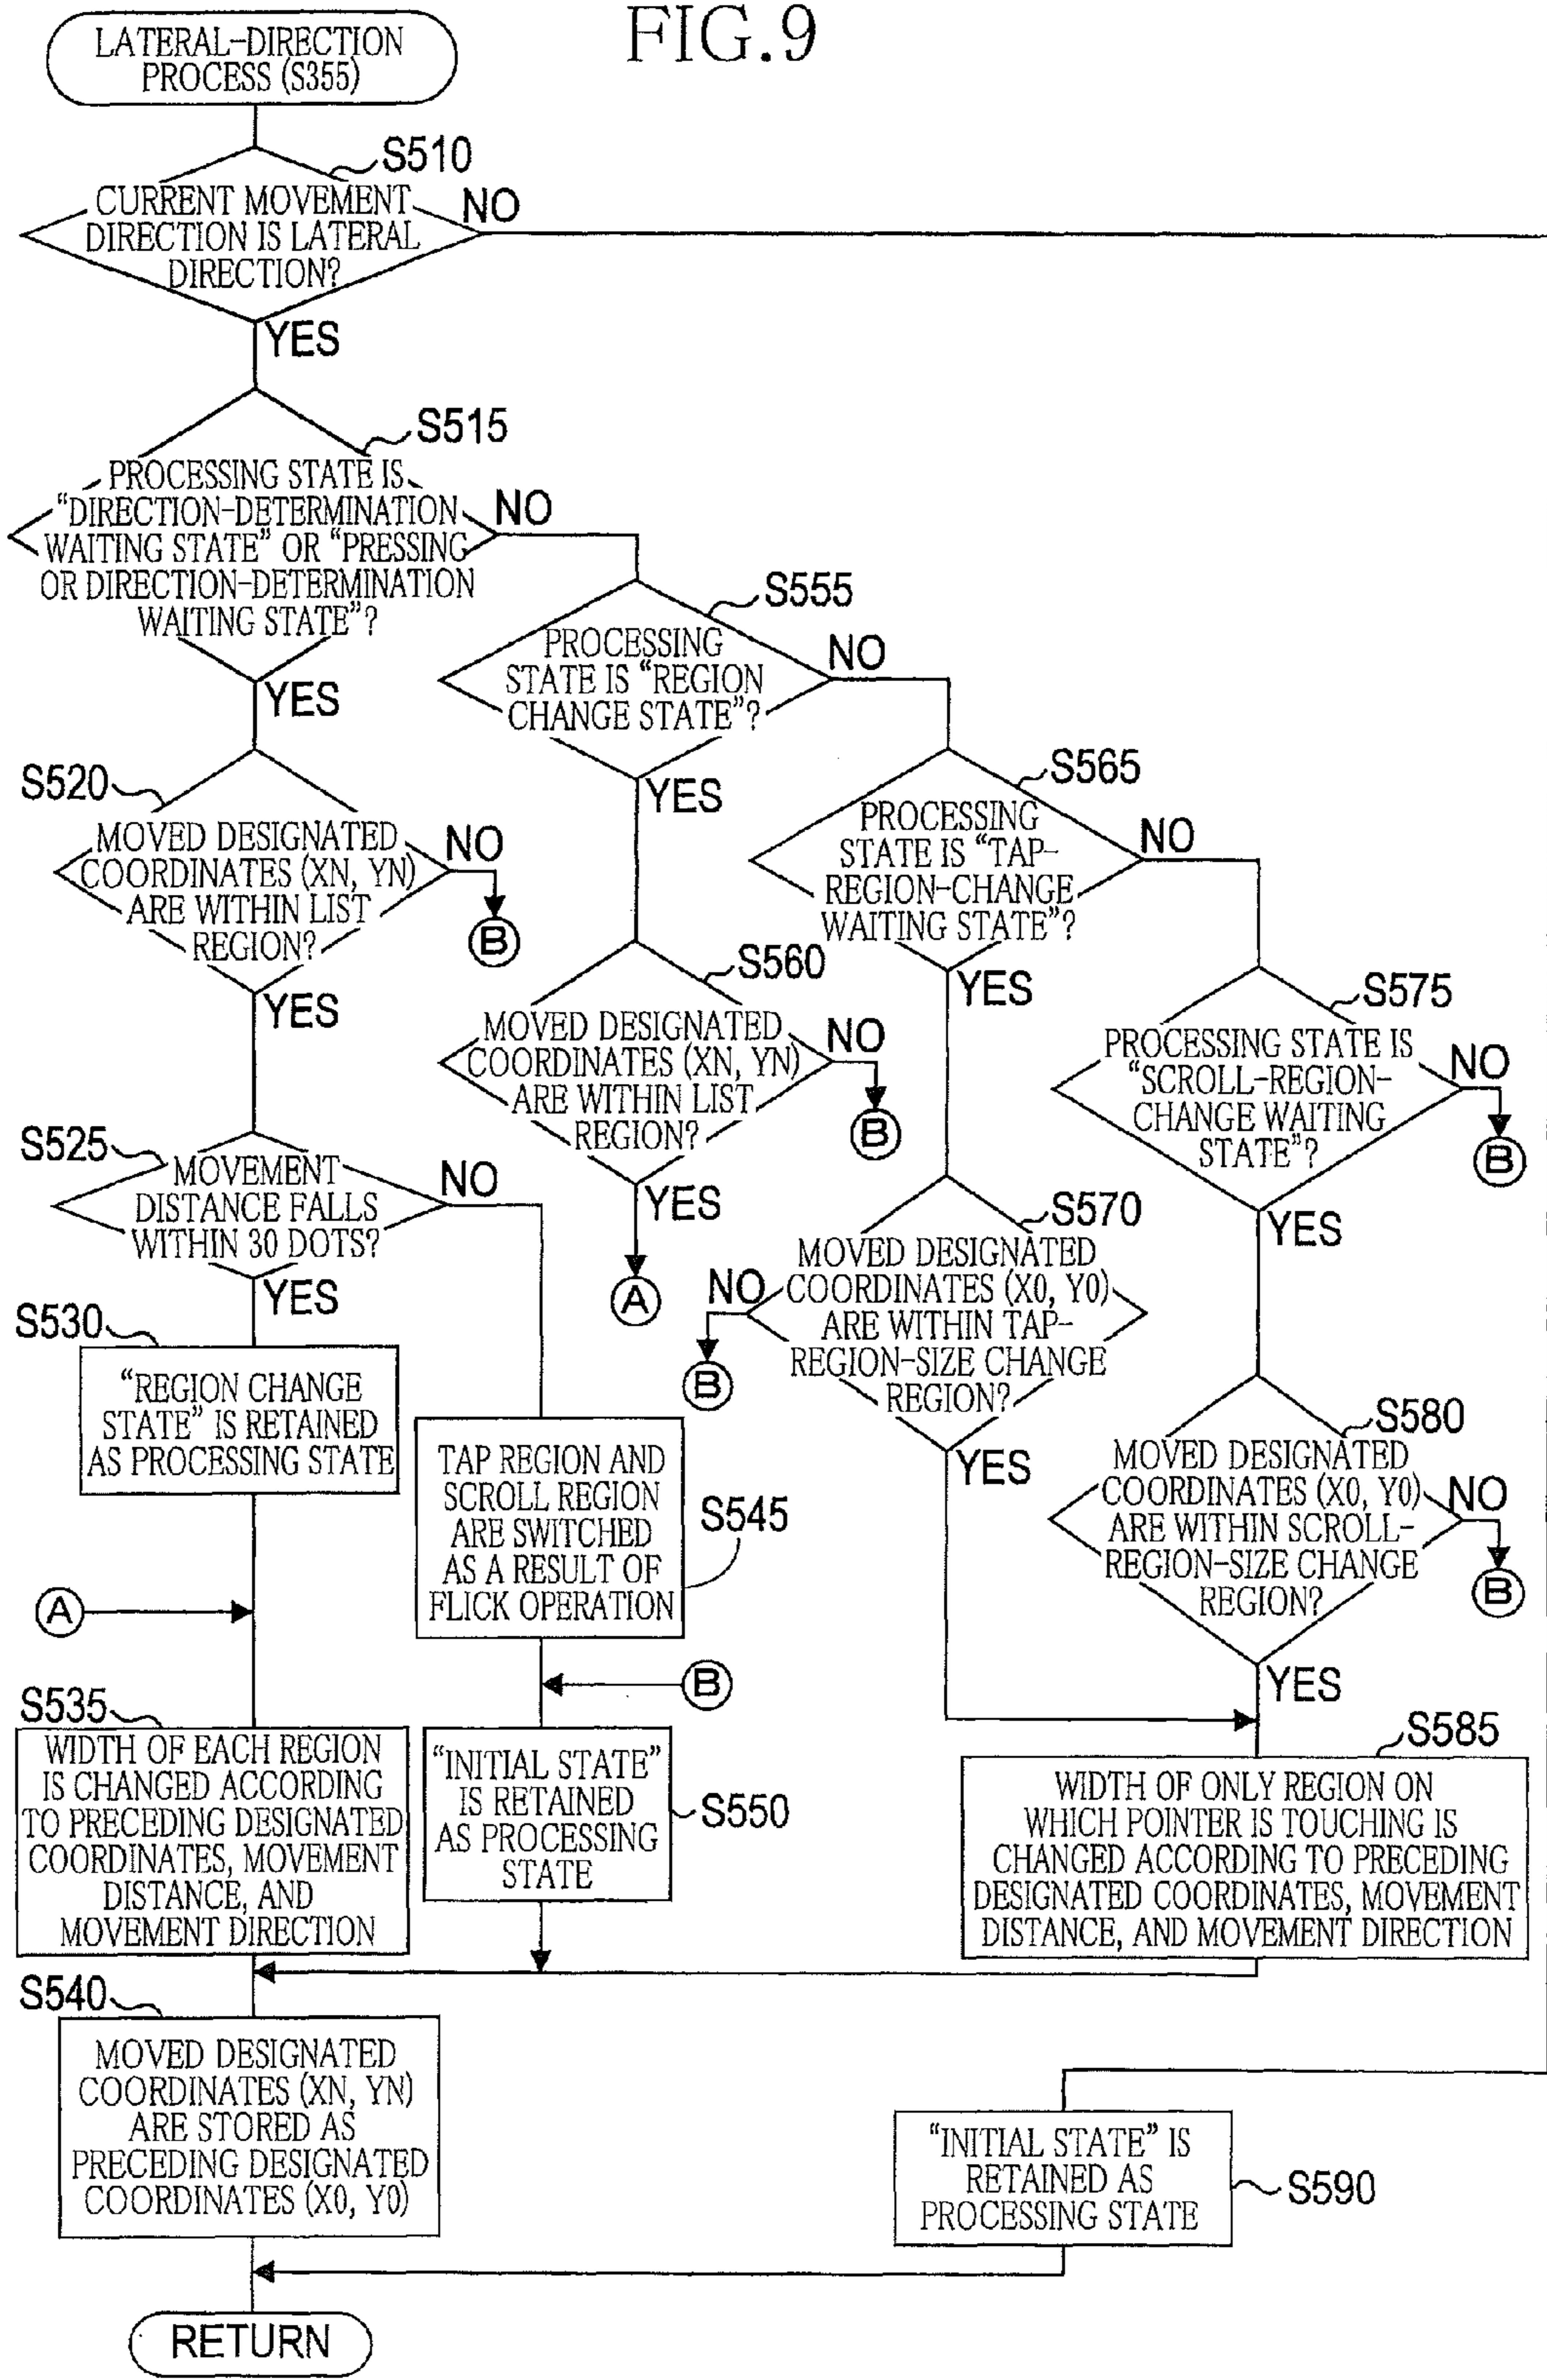 FIG.9
LATERAL-DIRECTION
PROCESS (S355)
S510
CURRENT MOVEMENT
DIRECTION IS LATERAL
DIRECTION?
NO
YES
S515
PROCESSING STATE IS
“DIRECTION-DETERMINATION
WAITING STATE” OR “PRESSING
OR DIRECTION-DETERMINATION
WAITING STATE”?
NO
YES
S555
PROCESSING
STATE IS “REGION
CHANGE STATE”?
NO
YES
S520
MOVED DESIGNATED
COORDINATES (XN, YN)
ARE WITHIN LIST
REGION?
NO
B
YES
S565
PROCESSING
STATE IS “TAP-
REGION-CHANGE
WAITING STATE”?
NO
YES
S560
MOVED DESIGNATED
COORDINATES (XN, YN)
ARE WITHIN LIST
REGION?
NO
B
YES
A
S575
PROCESSING STATE IS
“SCROLL-REGION-
CHANGE WAITING
STATE”?
NO
B
YES
S525
MOVEMENT
DISTANCE FALLS
WITHIN 30 DOTS?
NO
YES
S570
MOVED DESIGNATED
COORDINATES (X0, Y0)
ARE WITHIN TAP-
REGION-SIZE CHANGE
REGION?
NO
B
YES
S530
“REGION CHANGE
STATE” IS RETAINED
AS PROCESSING STATE
S580
MOVED DESIGNATED
COORDINATES (X0, Y0)
ARE WITHIN SCROLL-
REGION-SIZE CHANGE
REGION?
NO
B
YES
TAP REGION AND
SCROLL REGION
ARE SWITCHED
AS A RESULT OF
FLICK OPERATION
S545
A
B
S535
WIDTH OF EACH REGION
IS CHANGED ACCORDING
TO PRECEDING DESIGNATED
COORDINATES, MOVEMENT
DISTANCE, AND
MOVEMENT DIRECTION
“INITIAL STATE”
IS RETAINED
AS PROCESSING
STATE
S550
S585
WIDTH OF ONLY REGION ON
WHICH POINTER IS TOUCHING IS
CHANGED ACCORDING TO PRECEDING
DESIGNATED COORDINATES, MOVEMENT
DISTANCE, AND MOVEMENT DIRECTION
S540
MOVED DESIGNATED
COORDINATES (XN, YN)
ARE STORED AS
PRECEDING DESIGNATED
COORDINATES (X0, Y0)
“INITIAL STATE” IS
RETAINED AS
PROCESSING STATE
S590
RETURN